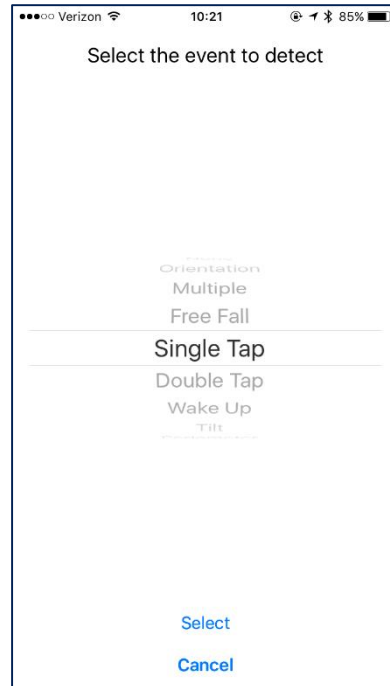 Verizon 10:21 85%
Select the event to detect
Orientation
Multiple
Free Fall
Single Tap
Double Tap
Wake Up
Tilt
Select
Cancel